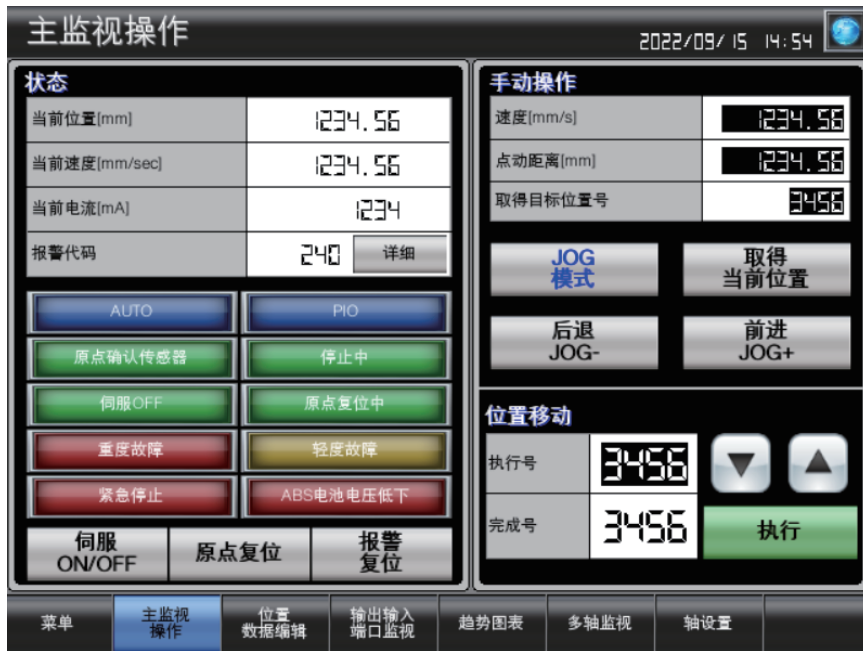 主监视操作
2022/09/15 14:54
状态
当前位置[mm] 1234.56
当前速度[mm/sec] 1234.56
当前电流[mA] 1234
报警代码 240 详细
AUTO PIO
原点确认传感器 停止中
伺服OFF 原点复位中
重度故障 轻度故障
紧急停止 ABS电池电压低下
伺服
ON/OFF
原点复位
报警
复位
手动操作
速度[mm/s] 1234.56
点动距离[mm] 1234.56
取得目标位置号 3456
JOG
模式
取得
当前位置
后退
JOG-
前进
JOG+
位置移动
执行号 3456
完成号 3456 执行
菜单
主监视
操作
位置
数据编辑
输出输入
端口监视
趋势图表
多轴监视
轴设置